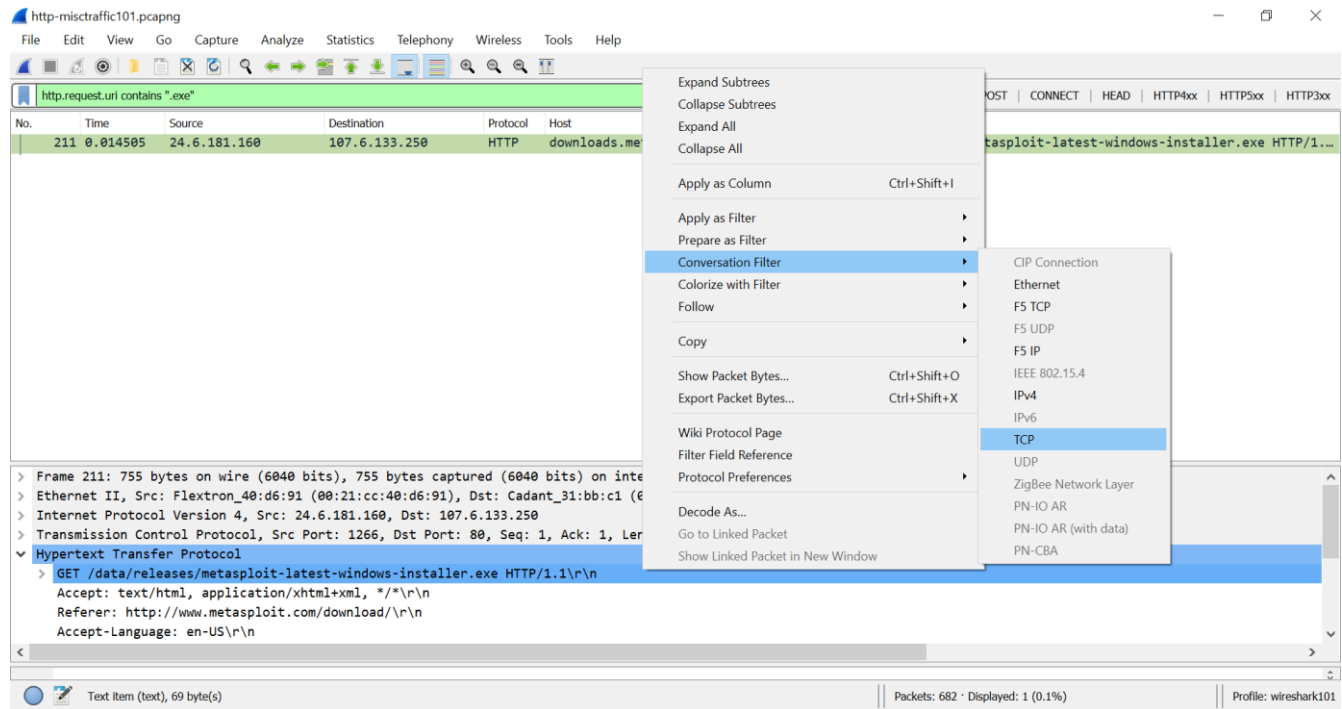 http-misctraffic101.pcapng
File Edit View Go Capture Analyze Statistics Telephony Wireless Tools Help
http.request.uri contains ".exe"
POST | CONNECT | HEAD | HTTP4xx | HTTP5xx | HTTP3xx
No. Time Source Destination Protocol Host
211 0.014505 24.6.181.160 107.6.133.250 HTTP downloads.me tasploit-latest-windows-installer.exe HTTP/1.…
Expand Subtrees
Collapse Subtrees
Expand All
Collapse All
Apply as Column Ctrl+Shift+I
Apply as Filter
Prepare as Filter
Conversation Filter
Colorize with Filter
Follow
Copy
Show Packet Bytes... Ctrl+Shift+O
Export Packet Bytes... Ctrl+Shift+X
Wiki Protocol Page
Filter Field Reference
Protocol Preferences
Decode As...
Go to Linked Packet
Show Linked Packet in New Window
CIP Connection
Ethernet
F5 TCP
F5 UDP
F5 IP
IEEE 802.15.4
IPv4
IPv6
TCP
UDP
ZigBee Network Layer
PN-IO AR
PN-IO AR (with data)
PN-CBA
Frame 211: 755 bytes on wire (6040 bits), 755 bytes captured (6040 bits) on inte
Ethernet II, Src: Flextron_40:d6:91 (00:21:cc:40:d6:91), Dst: Cadant_31:bb:c1 (
Internet Protocol Version 4, Src: 24.6.181.160, Dst: 107.6.133.250
Transmission Control Protocol, Src Port: 1266, Dst Port: 80, Seq: 1, Ack: 1, Ler
Hypertext Transfer Protocol
GET /data/releases/metasploit-latest-windows-installer.exe HTTP/1.1\r\n
Accept: text/html, application/xhtml+xml, */*\r\n
Referer: http://www.metasploit.com/download/\r\n
Accept-Language: en-US\r\n
Text item (text), 69 byte(s) Packets: 682 · Displayed: 1 (0.1%) Profile: wireshark101